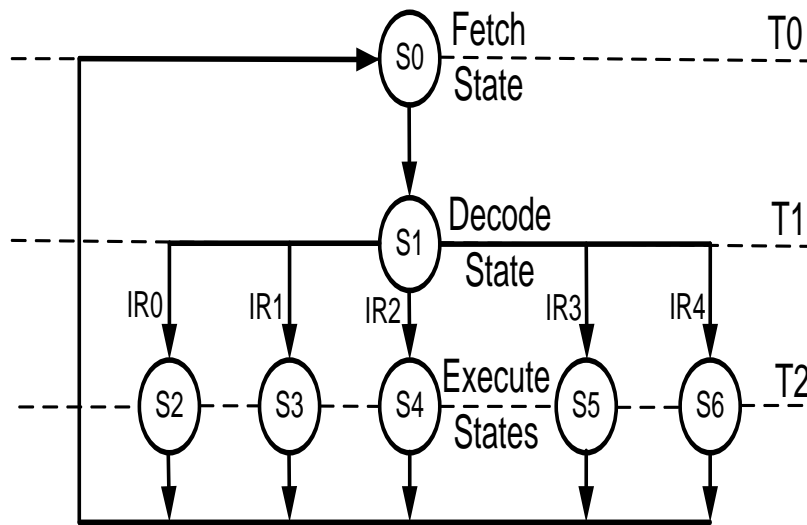 Fetch
T0
S0
State
Decode
T1
S1
State
IR0
IR1
IR2
IR3
IR4
Execute
T2
S2
S3
S4
S5
S6
States